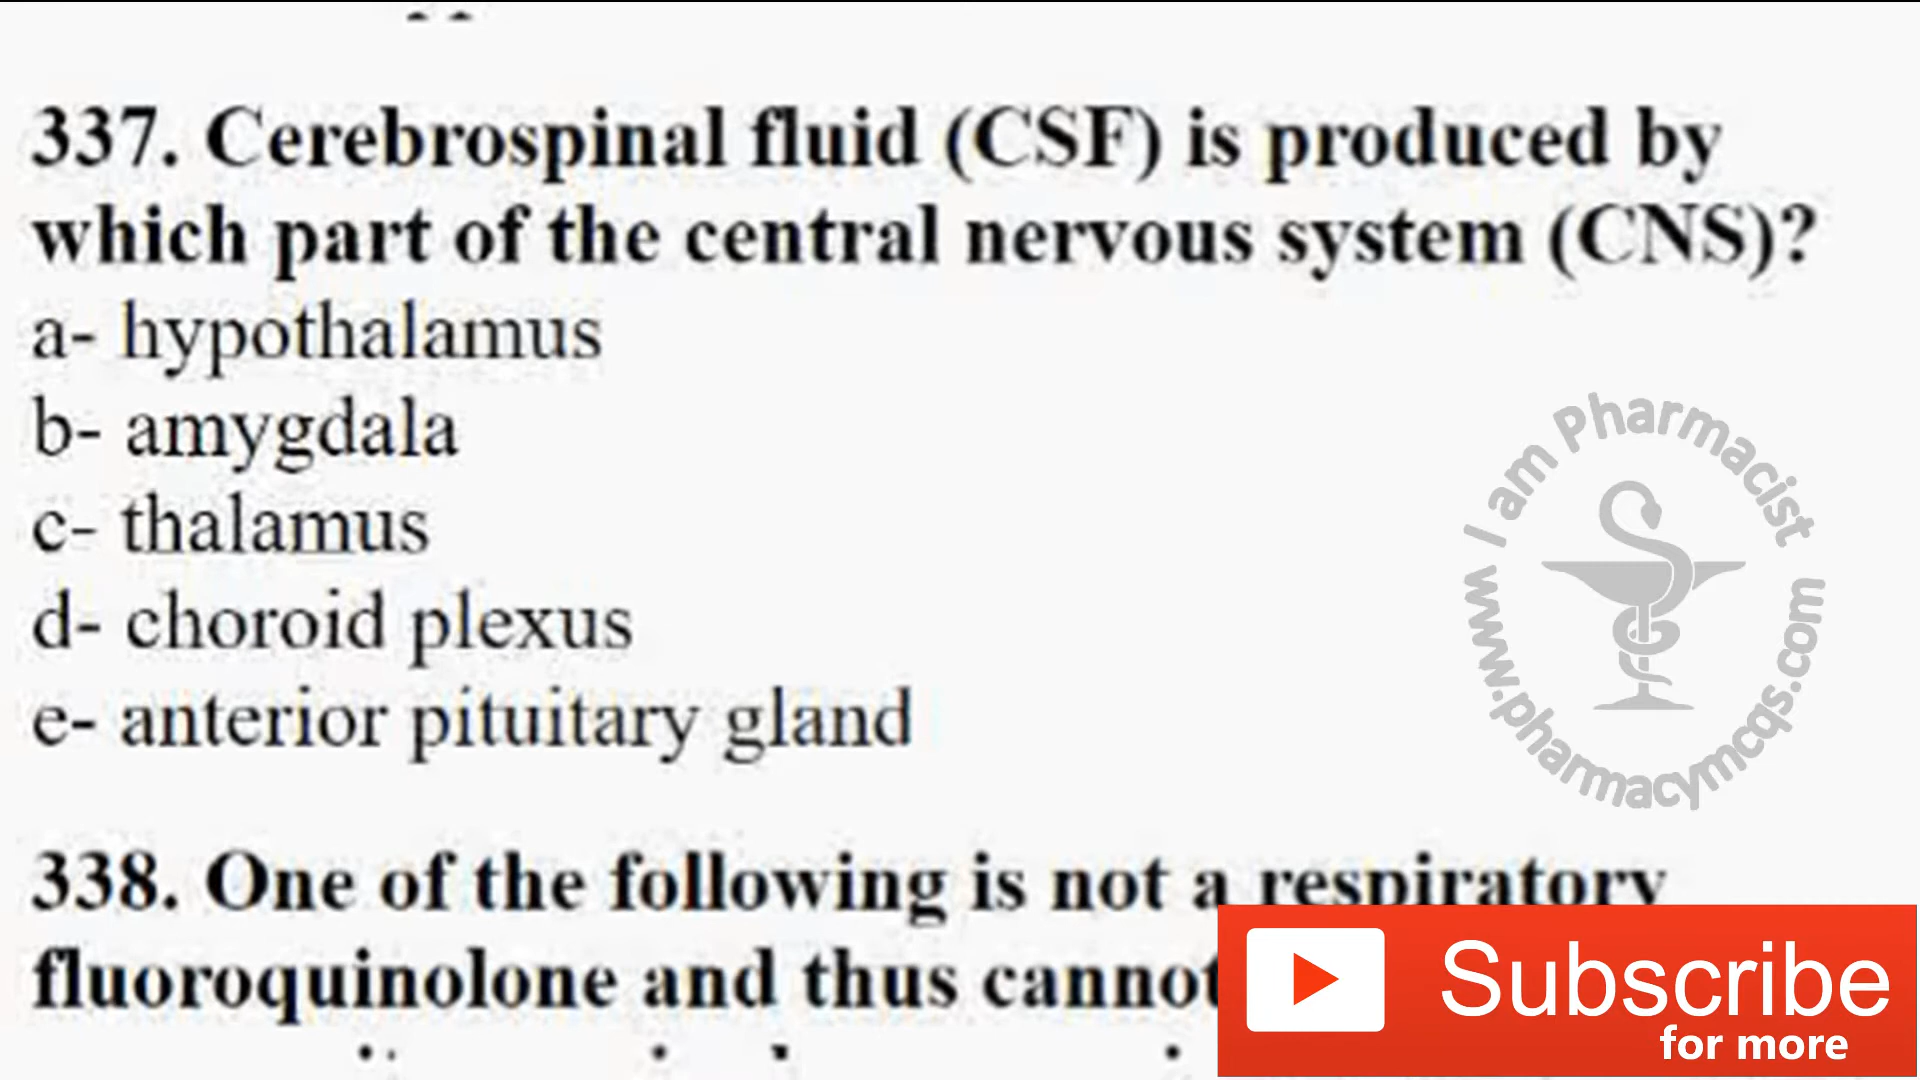 337. Cerebrospinal fluid (CSF) is produced by
which part of the central nervous system (CNS)?
a- hypothalamus
b- amygdala
c- thalamus
d- choroid plexus
e- anterior pituitary gland
I am Pharmacist
www.pharmacymcqs.com
338. One of the following is not a respiratory
fluoroquinolone and thus cannot
Subscribe
for more